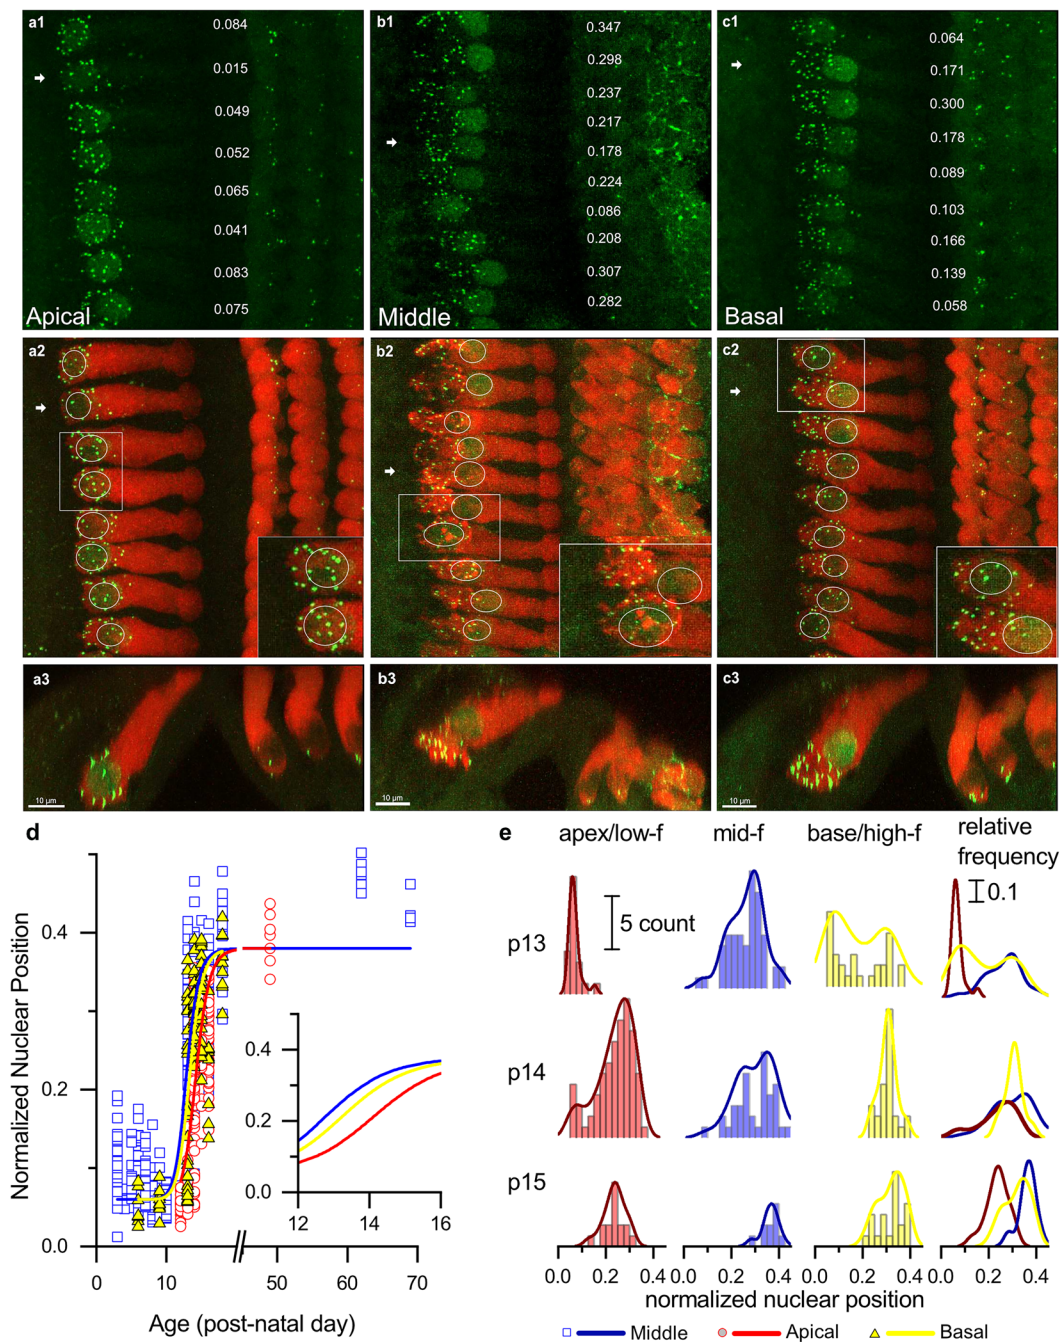 a1
0.084
0.015
0.049
0.052
0.065
0.041
0.083
0.075
Apical
b1
0.347
0.298
0.237
0.217
0.178
0.224
0.086
0.208
0.307
0.282
Middle
c1
0.064
0.171
0.300
0.178
0.089
0.103
0.166
0.139
0.058
Basal
a2
b2
c2
a3
10 μm
b3
10 μm
c3
10 μm
d
Normalized Nuclear Position
0.4
0.2
0.0
0 10 50 60 70
Age (post-natal day)
0.4
0.2
0.0
12 14 16
e
apex/low-f mid-f base/high-f relative frequency
p13
5 count
0.1
p14
p15
0.0 0.2 0.4 0.0 0.2 0.4 0.0 0.2 0.4 0.0 0.2 0.4
normalized nuclear position
Middle Apical Basal